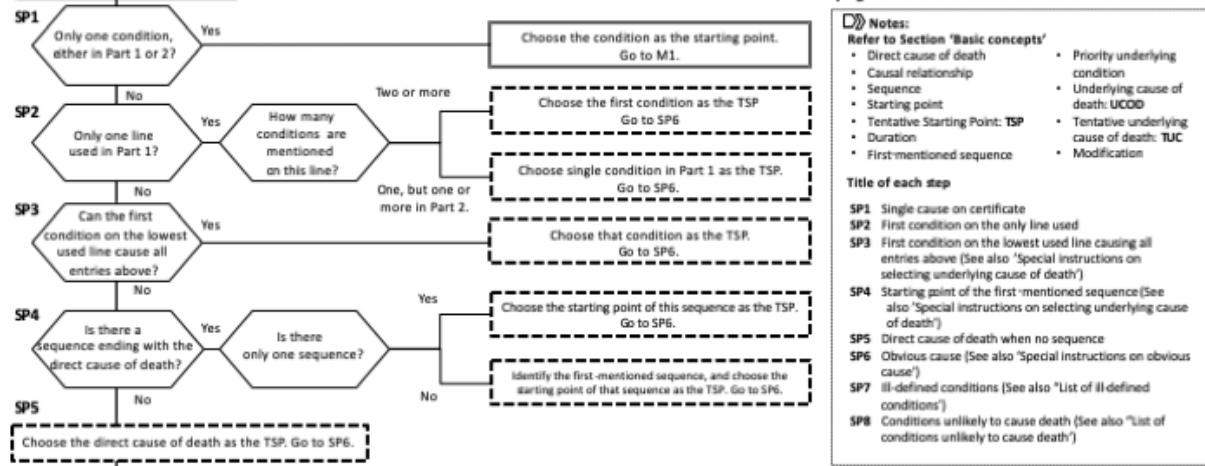 SP1
Only one condition,
either in Part 1 or 2?
Yes
Choose the condition as the starting point.
Go to M1.
No
SP2
Only one line
used in Part 1?
Yes
How many
conditions are
mentioned
on this line?
Two or more
Choose the first condition as the TSP
Go to SP6
Choose single condition in Part 1 as the TSP.
Go to SP6.
One, but one or
more in Part 2.
No
SP3
Can the first
condition on the lowest
used line cause all
entries above?
Yes
Choose that condition as the TSP.
Go to SP6.
No
SP4
Is there a
sequence ending with the
direct cause of death?
Yes
Is there
only one sequence?
Yes
Choose the starting point of this sequence as the TSP.
Go to SP6.
No
Identify the first-mentioned sequence, and choose the
starting point of that sequence as the TSP. Go to SP6.
No
SP5
Choose the direct cause of death as the TSP. Go to SP6.
Notes:
Refer to Section 'Basic concepts'
• Direct cause of death
• Causal relationship
• Sequence
• Starting point
• Tentative Starting Point: TSP
• Duration
• First-mentioned sequence
• Priority underlying
condition
• Underlying cause of
death: UCOD
• Tentative underlying
cause of death: TUC
• Modification
Title of each step
SP1 Single cause on certificate
SP2 First condition on the only line used
SP3 First condition on the lowest used line causing all
entries above (See also 'Special instructions on
selecting underlying cause of death')
SP4 Starting point of the first-mentioned sequence (See
also 'Special instructions on selecting underlying cause
of death')
SP5 Direct cause of death when no sequence
SP6 Obvious cause (See also 'Special instructions on obvious
cause')
SP7 Ill-defined conditions (See also "List of ill-defined
conditions')
SP8 Conditions unlikely to cause death (See also "List of
conditions unlikely to cause death')